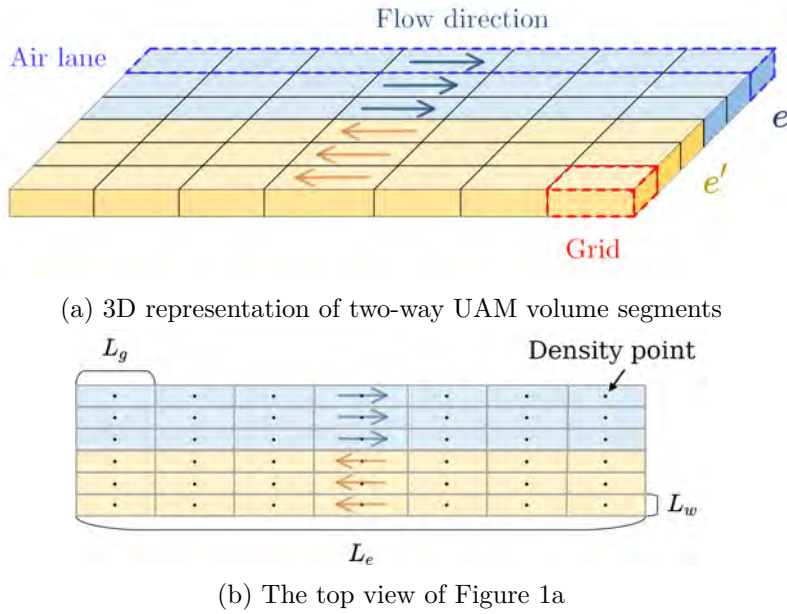 Flow direction
Air lane
e
e'
Grid
(a) 3D representation of two-way UAM volume segments
L_g
Density point
L_w
L_e
(b) The top view of Figure 1a